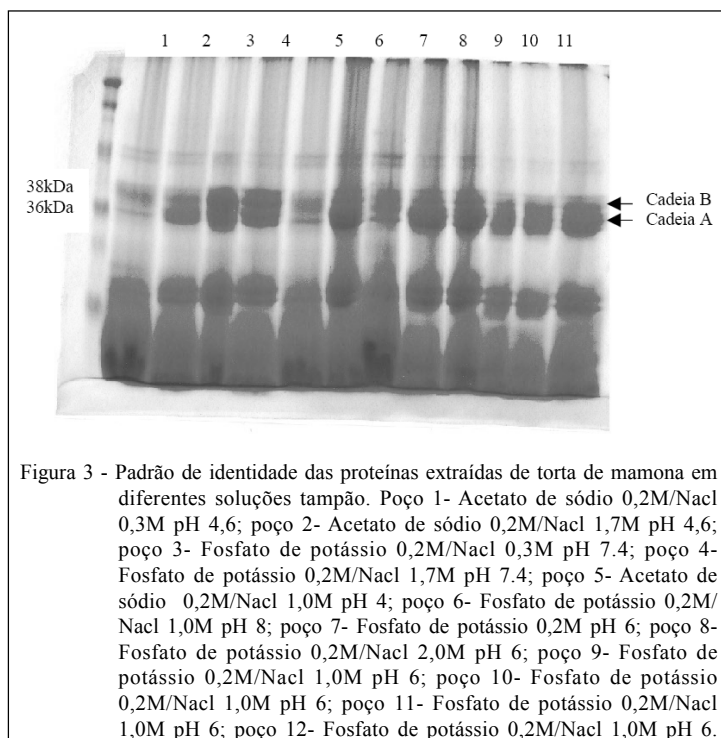 1 2 3 4 5 6 7 8 9 10 11
38kDa
Cadeia B
36kDa
Cadeia A
Figura 3 - Padrão de identidade das proteínas extraídas de torta de mamona em
diferentes soluções tampão. Poço 1- Acetato de sódio 0,2M/Nacl
0,3M pH 4,6; poço 2- Acetato de sódio 0,2M/Nacl 1,7M pH 4,6;
poço 3- Fosfato de potássio 0,2M/Nacl 0,3M pH 7.4; poço 4-
Fosfato de potássio 0,2M/Nacl 1,7M pH 7.4; poço 5- Acetato de
sódio 0,2M/Nacl 1,0M pH 4; poço 6- Fosfato de potássio 0,2M/
Nacl 1,0M pH 8; poço 7- Fosfato de potássio 0,2M pH 6; poço 8-
Fosfato de potássio 0,2M/Nacl 2,0M pH 6; poço 9- Fosfato de
potássio 0,2M/Nacl 1,0M pH 6; poço 10- Fosfato de potássio
0,2M/Nacl 1,0M pH 6; poço 11- Fosfato de potássio 0,2M/Nacl
1,0M pH 6; poço 12- Fosfato de potássio 0,2M/Nacl 1,0M pH 6.